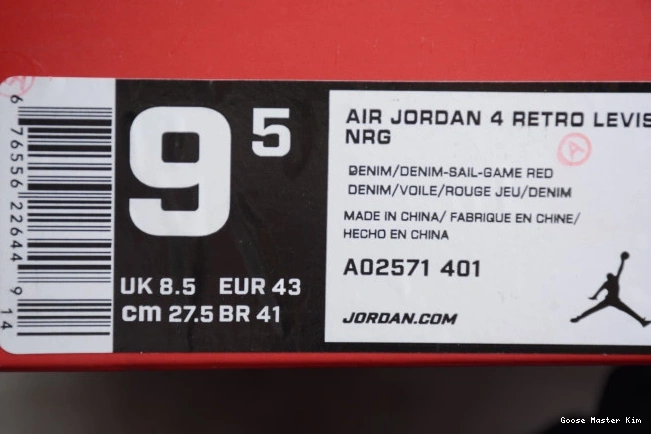 6 76556 22644 9
14
9 5
UK 8.5 EUR 43
cm 27.5 BR 41
AIR JORDAN 4 RETRO LEVIS
NRG
A
DENIM/DENIM-SAIL-GAME RED
DENIM/VOILE/ROUGE JEU/DENIM
MADE IN CHINA/ FABRIQUE EN CHINE/
HECHO EN CHINA
AO2571 401
JORDAN.COM
Goose Master Kim